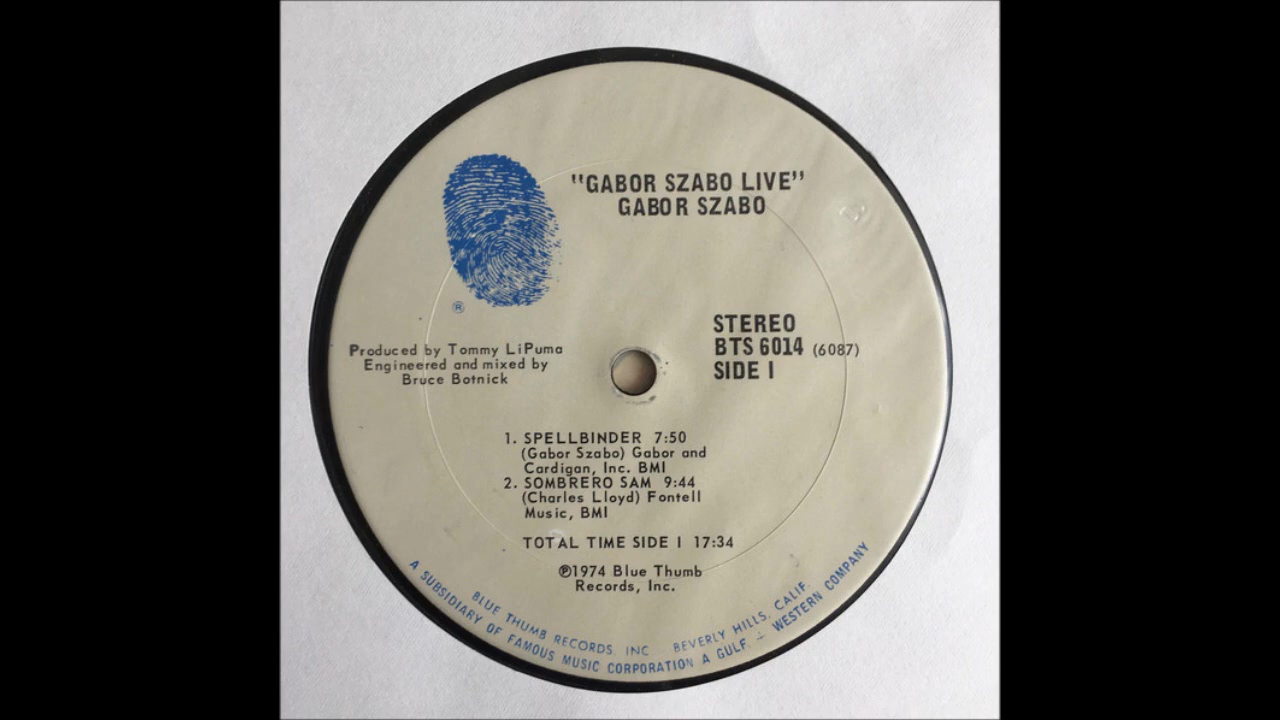 "GABOR SZABO LIVE"
GABOR SZABO
®
STEREO
BTS 6014 (6087)
SIDE I
Produced by Tommy LiPuma
Engineered and mixed by
Bruce Botnick
1. SPELLBINDER 7:50
(Gabor Szabo) Gabor and
Cardigan, Inc. BMI
2. SOMBRERO SAM 9:44
(Charles Lloyd) Fontell
Music, BMI
TOTAL TIME SIDE I 17:34
℗1974 Blue Thumb
Records, Inc.
BLUE THUMB RECORDS, INC BEVERLY HILLS, CALIF.
A SUBSIDIARY OF FAMOUS MUSIC CORPORATION A GULF + WESTERN COMPANY